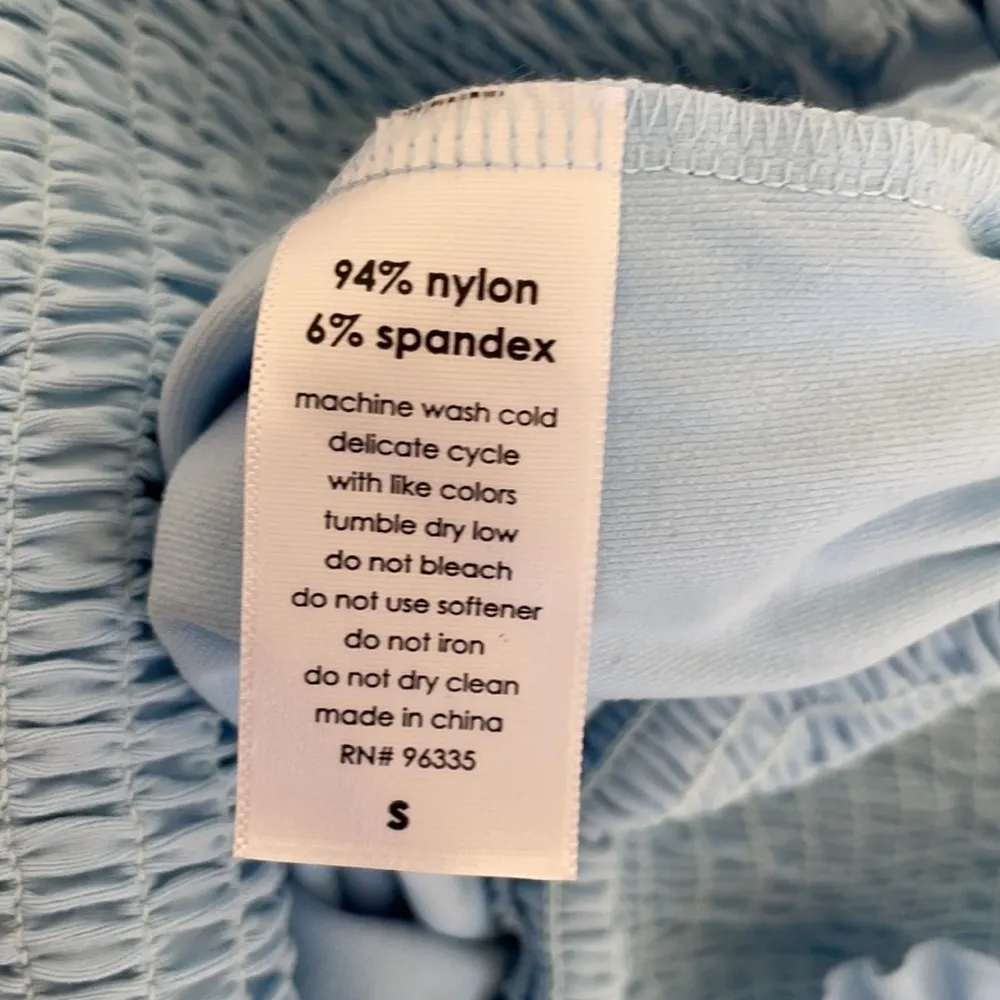 94% nylon
6% spandex
machine wash cold
delicate cycle
with like colors
tumble dry low
do not bleach
do not use softener
do not iron
do not dry clean
made in china
RN# 96335
S